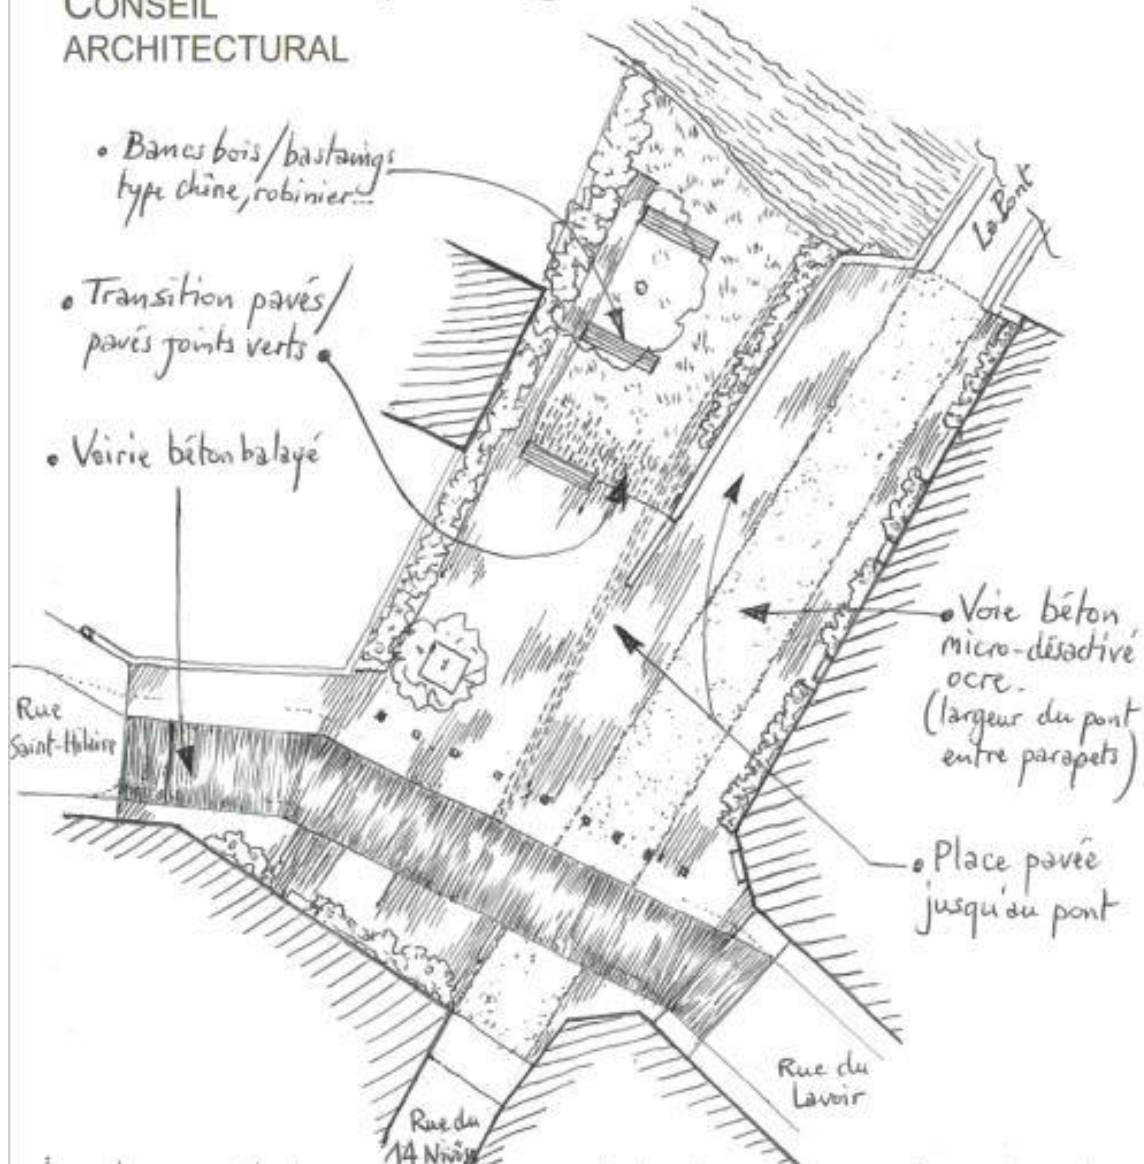 CONSEIL
ARCHITECTURAL
• Bancs bois/bastaings
type chêne, robinier...
• Transition pavés/
pavés joints verts
• Voirie béton balayé
Le Pont
• Voie béton
micro-désactivé
ocre.
(largeur du pont
entre parapets)
• Place pavée
jusqu'au pont
Rue
Saint-Hilaire
Rue du
Lavoir
Rue du
14